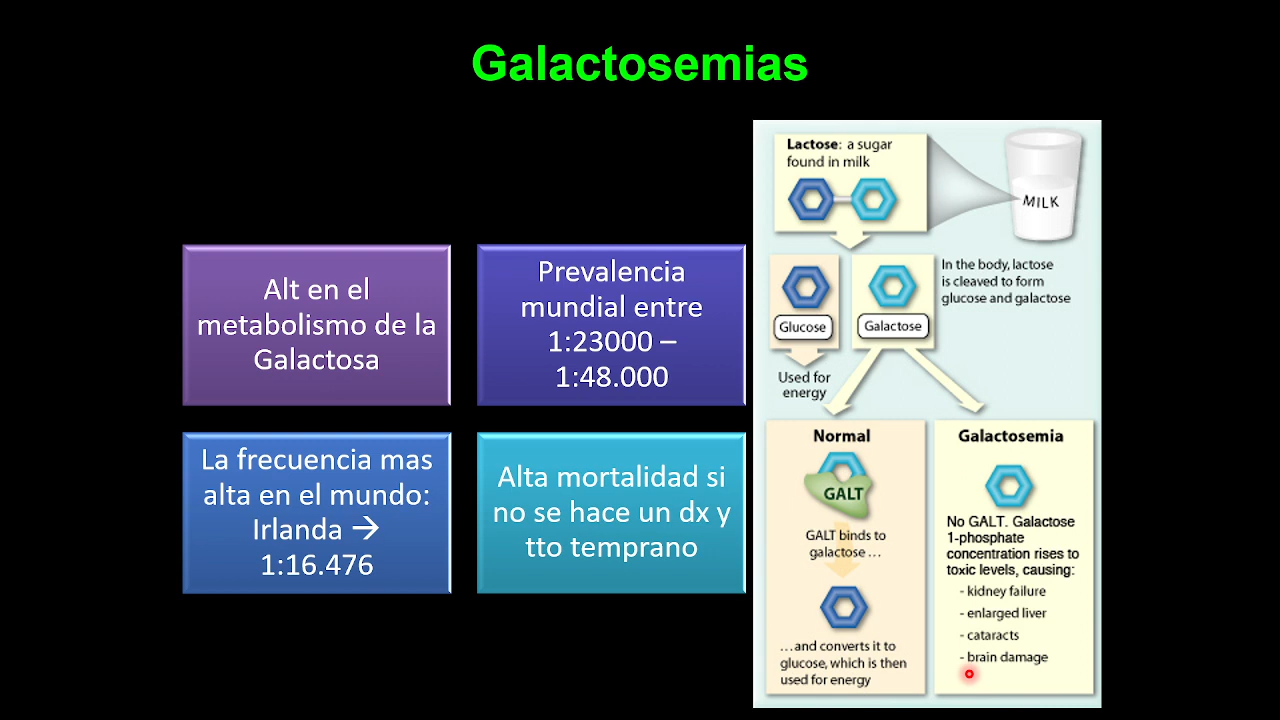 Galactosemias
Alt en el
metabolismo de la
Galactosa
Prevalencia
mundial entre
1:23000 –
1:48.000
La frecuencia mas
alta en el mundo:
Irlanda →
1:16.476
Alta mortalidad si
no se hace un dx y
tto temprano
Lactose: a sugar
found in milk
MILK
In the body, lactose
is cleaved to form
glucose and galactose
Glucose
Galactose
Used for
energy
Normal
GALT
GALT binds to
galactose ...
...and converts it to
glucose, which is then
used for energy
Galactosemia
No GALT. Galactose
1-phosphate
concentration rises to
toxic levels, causing:
- kidney failure
- enlarged liver
- cataracts
- brain damage